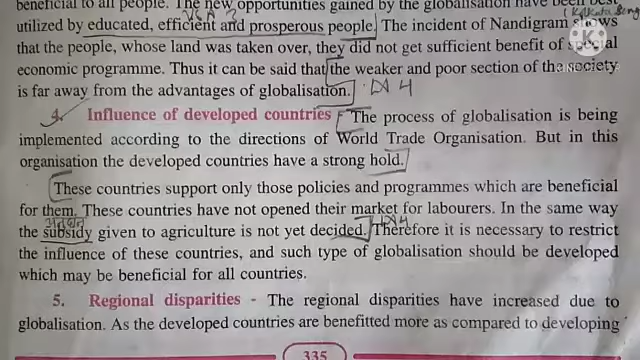 beneficial to all people. The new opportunities gained by the globalisation have been best
utilized by educated, efficient and prosperous people. The incident of Nandigram shows
that the people, whose land was taken over, they did not get sufficient benefit of special
economic programme. Thus it can be said that the weaker and poor section of the society
is far away from the advantages of globalisation.
4. Influence of developed countries - The process of globalisation is being
implemented according to the directions of World Trade Organisation. But in this
organisation the developed countries have a strong hold.
These countries support only those policies and programmes which are beneficial
for them. These countries have not opened their market for labourers. In the same way
अनुदान
the subsidy given to agriculture is not yet decided. Therefore it is necessary to restrict
the influence of these countries, and such type of globalisation should be developed
which may be beneficial for all countries.
5. Regional disparities - The regional disparities have increased due to
globalisation. As the developed countries are benefitted more as compared to developing
335